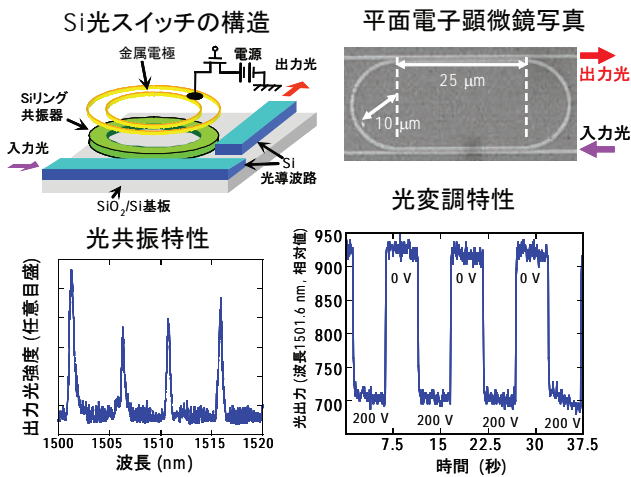 Si光スイッチの構造
金属電極
電源
出力光
Siリング
共振器
入力光
Si
光導波路
SiO2/Si基板
平面電子顕微鏡写真
25 μm
10 μm
出力光
入力光
光共振特性
出力光強度 (任意目盛)
1500
1505
1510
1515
1520
波長 (nm)
光変調特性
光出力 (波長1501.6 nm, 相対値)
950
900
850
800
750
700
0 V
0 V
0 V
200 V
200 V
200 V
200 V
7.5
15
22.5
30
37.5
時間 (秒)